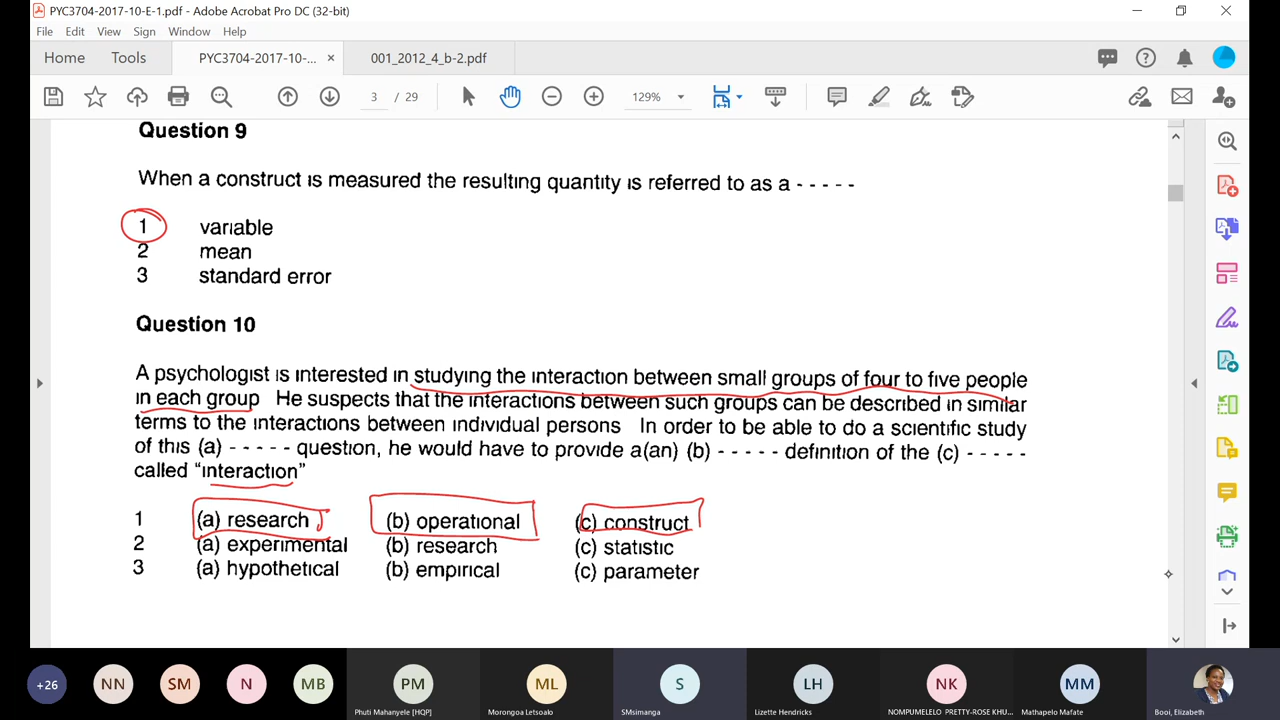 PYC3704-2017-10-E-1.pdf - Adobe Acrobat Pro DC (32-bit)
File Edit View Sign Window Help
Home Tools PYC3704-2017-10-... × 001_2012_4_b-2.pdf
3 / 29 129%
Question 9
When a construct is measured the resulting quantity is referred to as a - - - - -
1 variable
2 mean
3 standard error
Question 10
A psychologist is interested in studying the interaction between small groups of four to five people
in each group He suspects that the interactions between such groups can be described in similar
terms to the interactions between individual persons In order to be able to do a scientific study
of this (a) - - - - - question, he would have to provide a(an) (b) - - - - - definition of the (c) - - - - -
called “interaction”
1 (a) research (b) operational (c) construct
2 (a) experimental (b) research (c) statistic
3 (a) hypothetical (b) empirical (c) parameter
+26 NN SM N MB PM ML S LH NK MM
Phuti Mahanyele [HQP] Morongoa Letsoalo SMsimanga Lizette Hendricks NOMPUMELELO PRETTY-ROSE KHU... Mathapelo Mafate Booi, Elizabeth